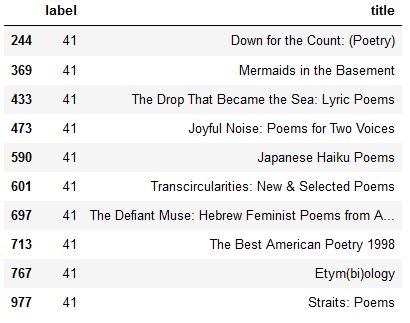 label title
244 41 Down for the Count: (Poetry)
369 41 Mermaids in the Basement
433 41 The Drop That Became the Sea: Lyric Poems
473 41 Joyful Noise: Poems for Two Voices
590 41 Japanese Haiku Poems
601 41 Transcircularities: New & Selected Poems
697 41 The Defiant Muse: Hebrew Feminist Poems from A...
713 41 The Best American Poetry 1998
767 41 Etym(bi)ology
977 41 Straits: Poems